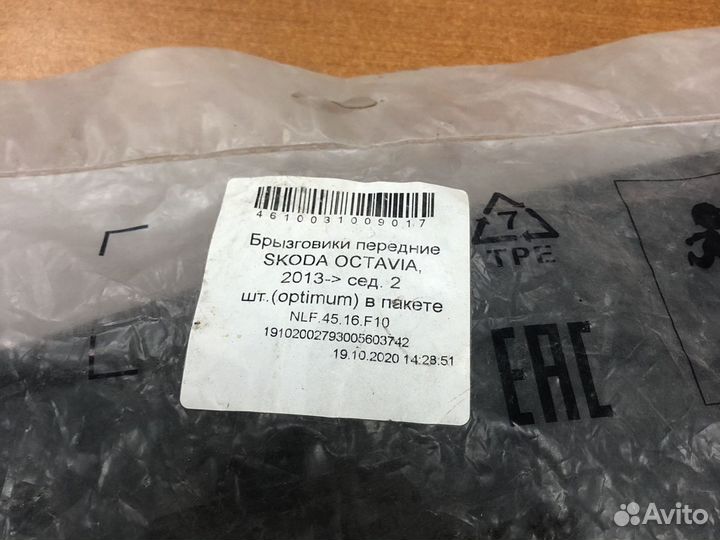 4610031009017
Брызговики передние
SKODA OCTAVIA,
2013-> сед. 2
шт.(optimum) в пакете
NLF.45.16.F10
19102002793005603742
19.10.2020 14:28:51
7
TPE
EAC
Avito